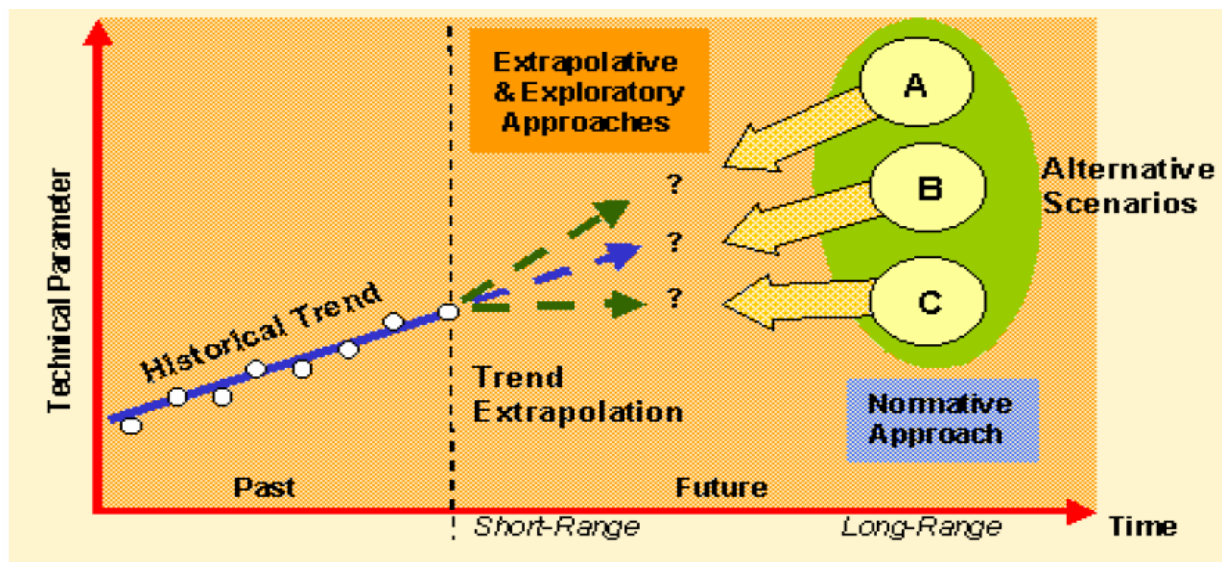 Extrapolative
& Exploratory
Approaches
A
B
C
Alternative
Scenarios
?
?
?
Technical Parameter
Historical Trend
Trend
Extrapolation
Normative
Approach
Past
Future
Short-Range
Long-Range
Time